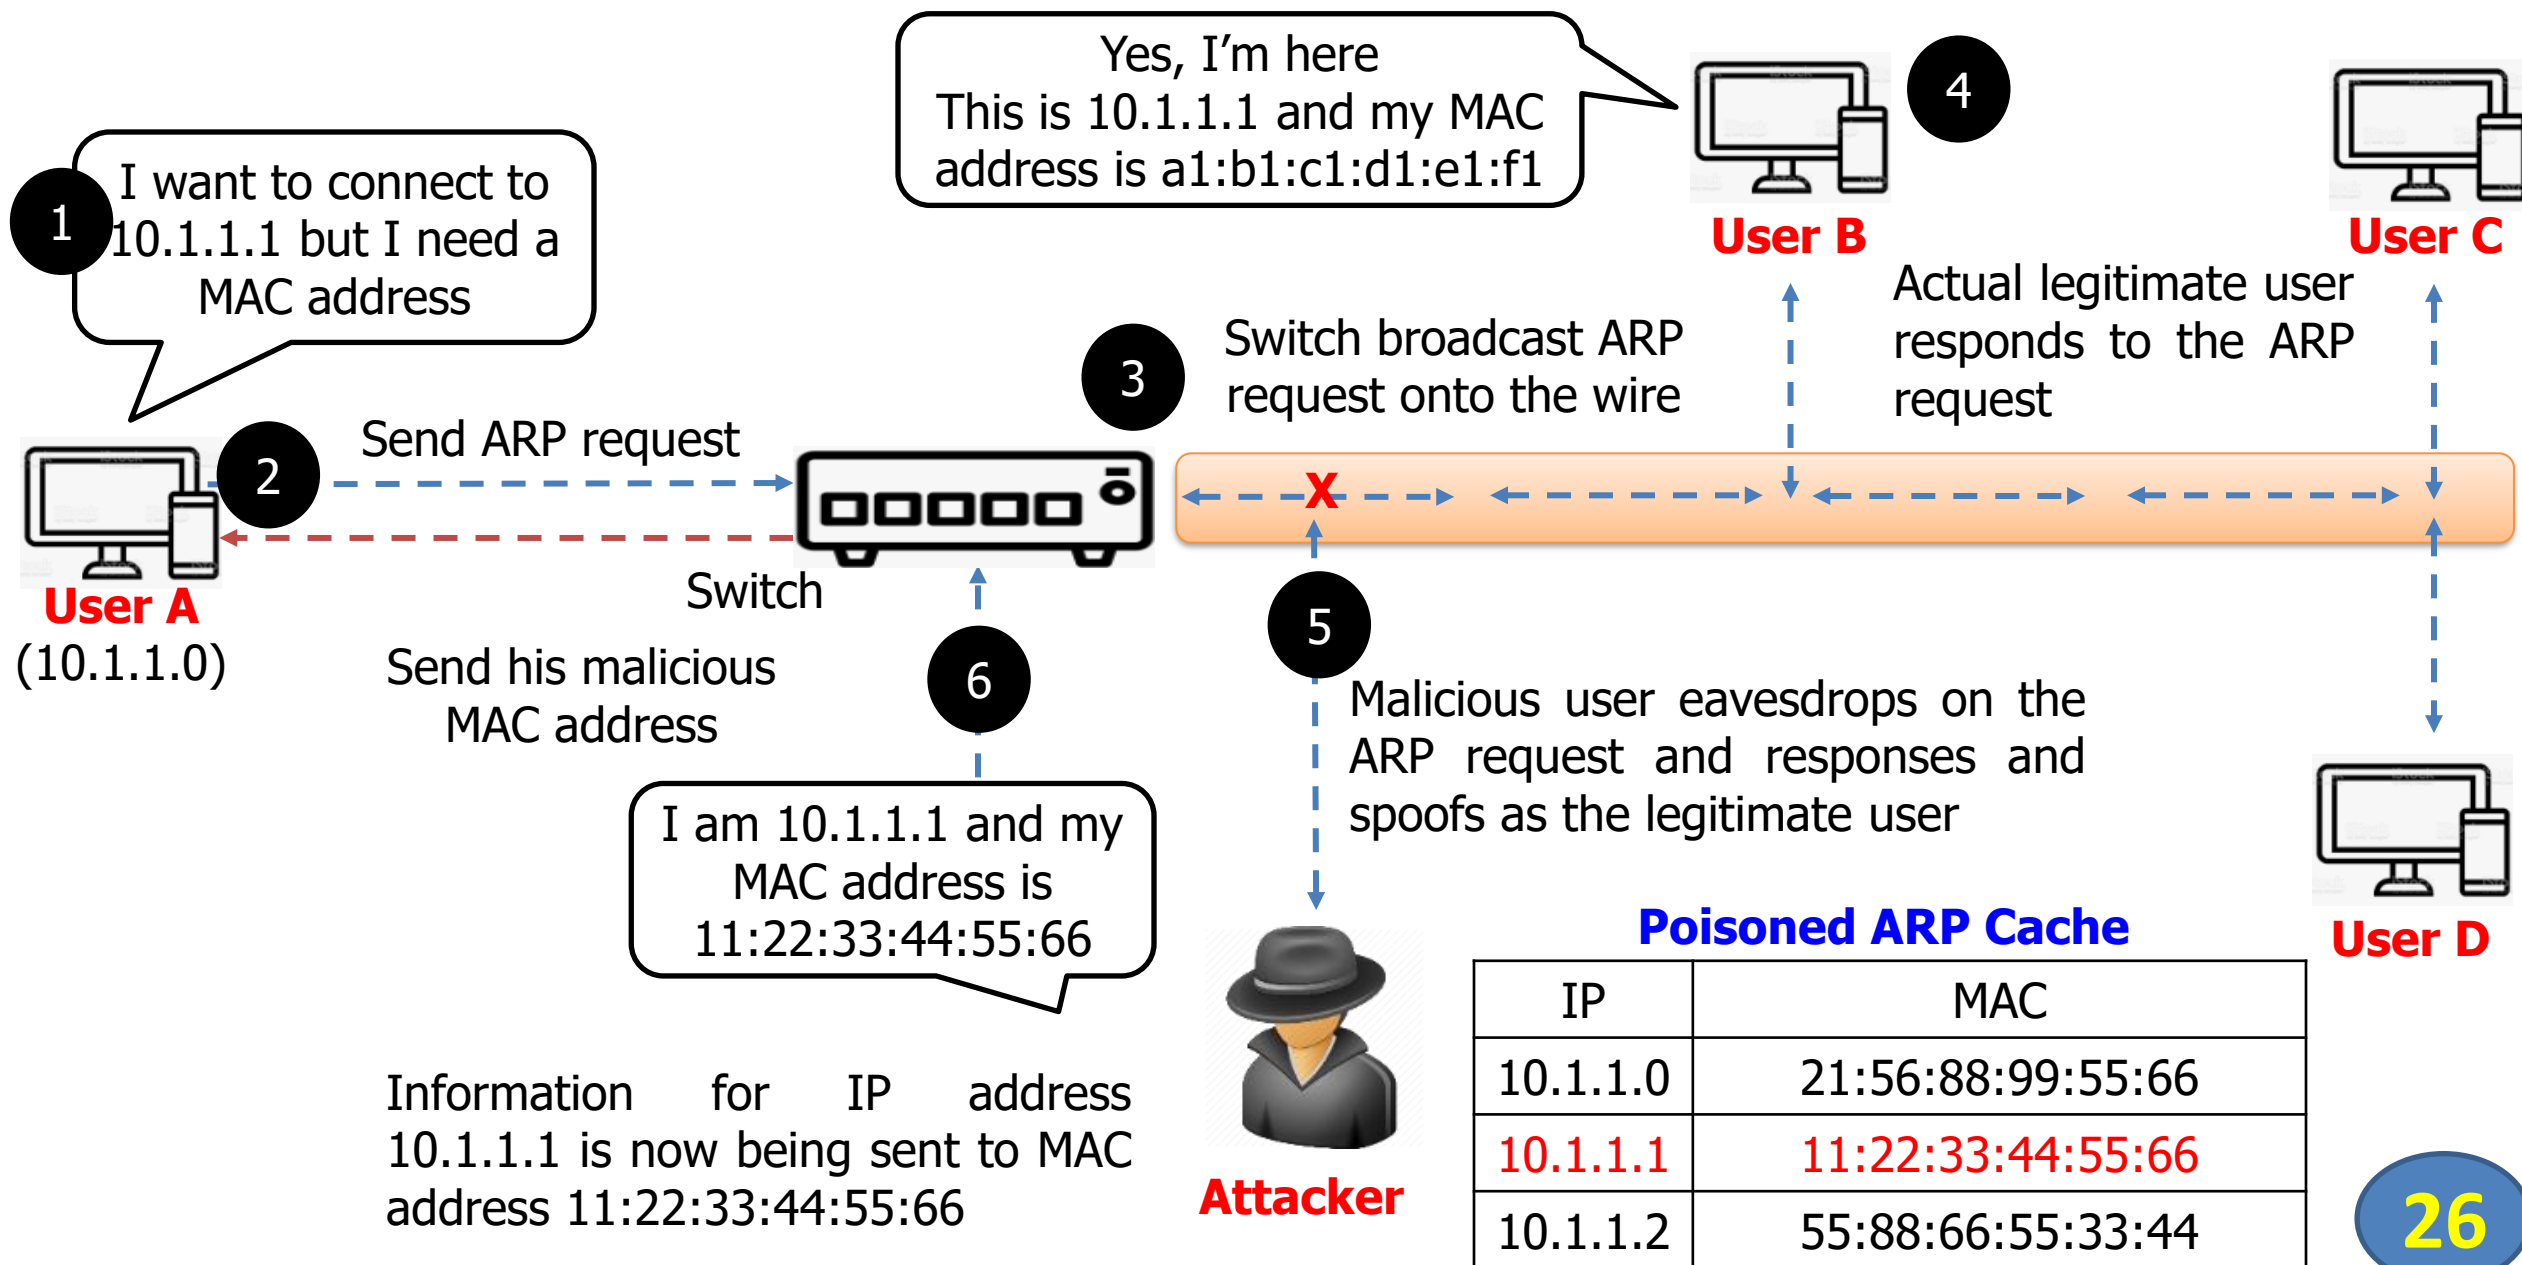 1
I want to connect to
10.1.1.1 but I need a
MAC address
Yes, I’m here
This is 10.1.1.1 and my MAC
address is a1:b1:c1:d1:e1:f1
4
User B
User C
2
Send ARP request
3
Switch broadcast ARP
request onto the wire
Actual legitimate user
responds to the ARP
request
X
User A
(10.1.1.0)
Switch
Send his malicious
MAC address
6
5
Malicious user eavesdrops on the
ARP request and responses and
spoofs as the legitimate user
I am 10.1.1.1 and my
MAC address is
11:22:33:44:55:66
Information for IP address
10.1.1.1 is now being sent to MAC
address 11:22:33:44:55:66
Attacker
User D
Poisoned ARP Cache
IP MAC
10.1.1.0 21:56:88:99:55:66
10.1.1.1 11:22:33:44:55:66
10.1.1.2 55:88:66:55:33:44
26